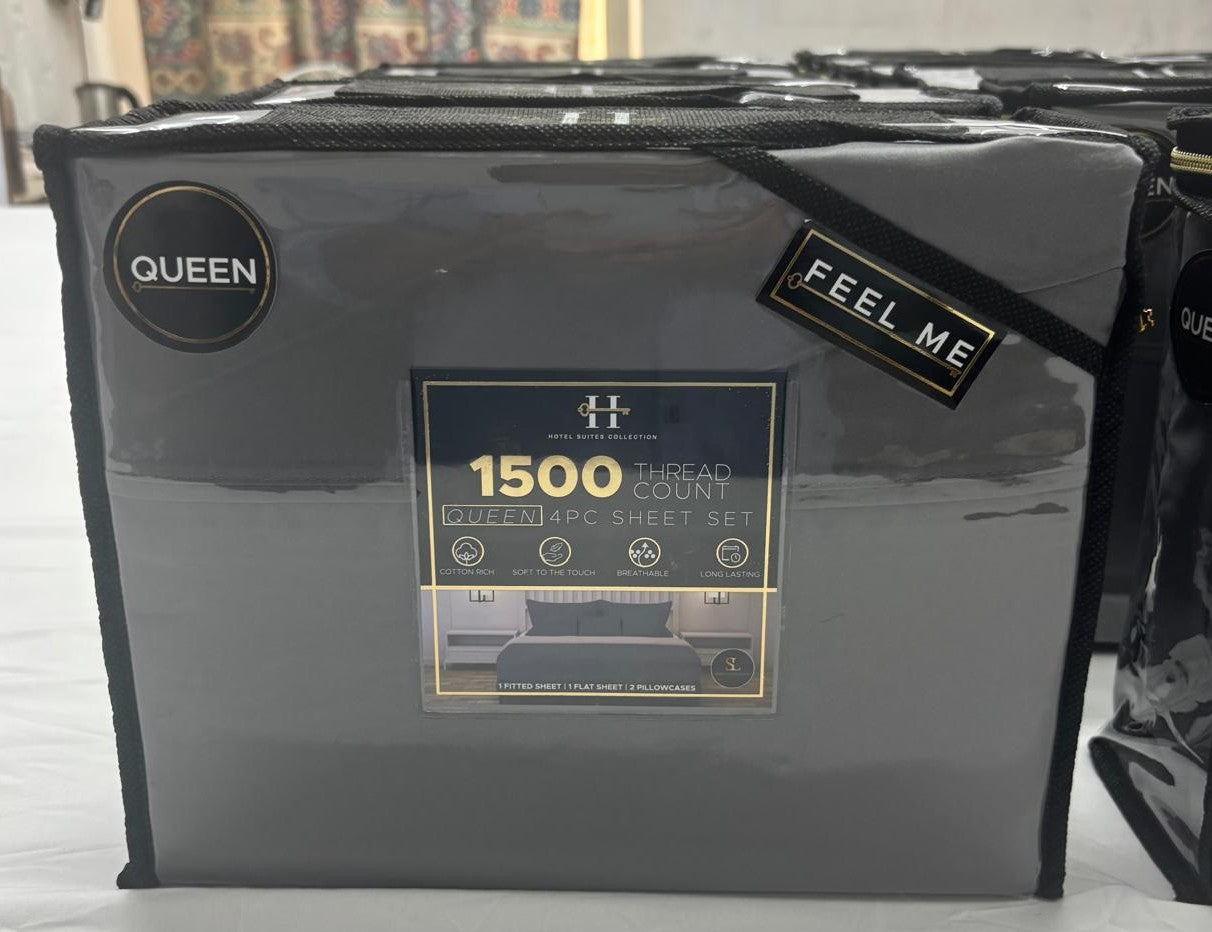 QUEEN
FEEL ME
H
HOTEL SUITES COLLECTION
1500 THREAD COUNT
QUEEN 4PC SHEET SET
COTTON RICH SOFT TO THE TOUCH BREATHABLE LONG LASTING
SL
1 FITTED SHEET | 1 FLAT SHEET | 2 PILLOWCASES
EN
QUE